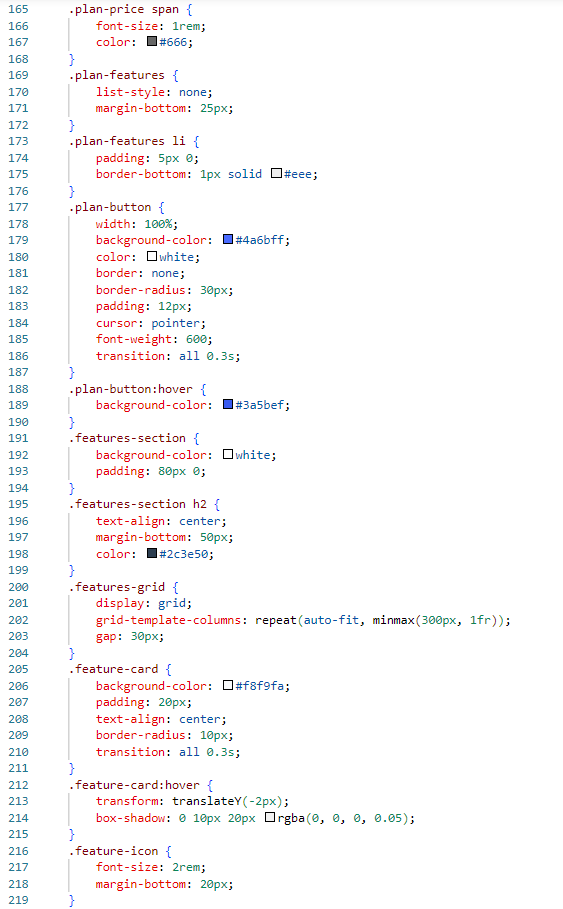 165 .plan-price span {
166 font-size: 1rem;
167 color: #666;
168 }
169 .plan-features {
170 list-style: none;
171 margin-bottom: 25px;
172 }
173 .plan-features li {
174 padding: 5px 0;
175 border-bottom: 1px solid #eee;
176 }
177 .plan-button {
178 width: 100%;
179 background-color: #4a6bff;
180 color: white;
181 border: none;
182 border-radius: 30px;
183 padding: 12px;
184 cursor: pointer;
185 font-weight: 600;
186 transition: all 0.3s;
187 }
188 .plan-button:hover {
189 background-color: #3a5bef;
190 }
191 .features-section {
192 background-color: white;
193 padding: 80px 0;
194 }
195 .features-section h2 {
196 text-align: center;
197 margin-bottom: 50px;
198 color: #2c3e50;
199 }
200 .features-grid {
201 display: grid;
202 grid-template-columns: repeat(auto-fit, minmax(300px, 1fr));
203 gap: 30px;
204 }
205 .feature-card {
206 background-color: #f8f9fa;
207 padding: 20px;
208 text-align: center;
209 border-radius: 10px;
210 transition: all 0.3s;
211 }
212 .feature-card:hover {
213 transform: translateY(-2px);
214 box-shadow: 0 10px 20px rgba(0, 0, 0, 0.05);
215 }
216 .feature-icon {
217 font-size: 2rem;
218 margin-bottom: 20px;
219 }